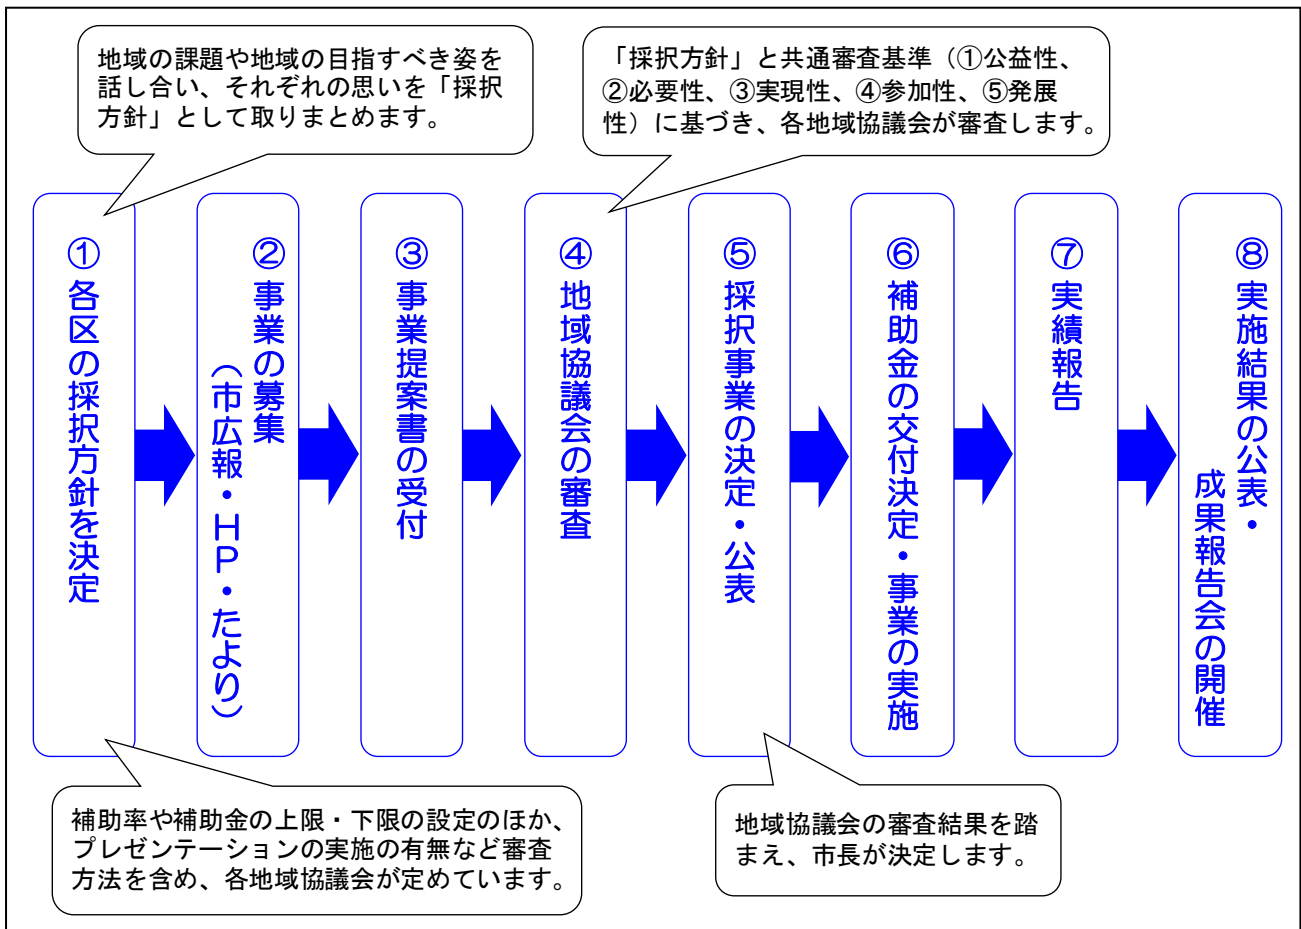 地域の課題や地域の目指すべき姿を
話し合い、それぞれの思いを「採択
方針」として取りまとめます。
「採択方針」と共通審査基準（①公益性、
②必要性、③実現性、④参加性、⑤発展
性）に基づき、各地域協議会が審査します。
①各区の採択方針を決定
②事業の募集
（市広報・ＨＰ・たより）
③事業提案書の受付
④地域協議会の審査
⑤採択事業の決定・公表
⑥補助金の交付決定・事業の実施
⑦実績報告
⑧実施結果の公表・
成果報告会の開催
補助率や補助金の上限・下限の設定のほか、
プレゼンテーションの実施の有無など審査
方法を含め、各地域協議会が定めています。
地域協議会の審査結果を踏
まえ、市長が決定します。